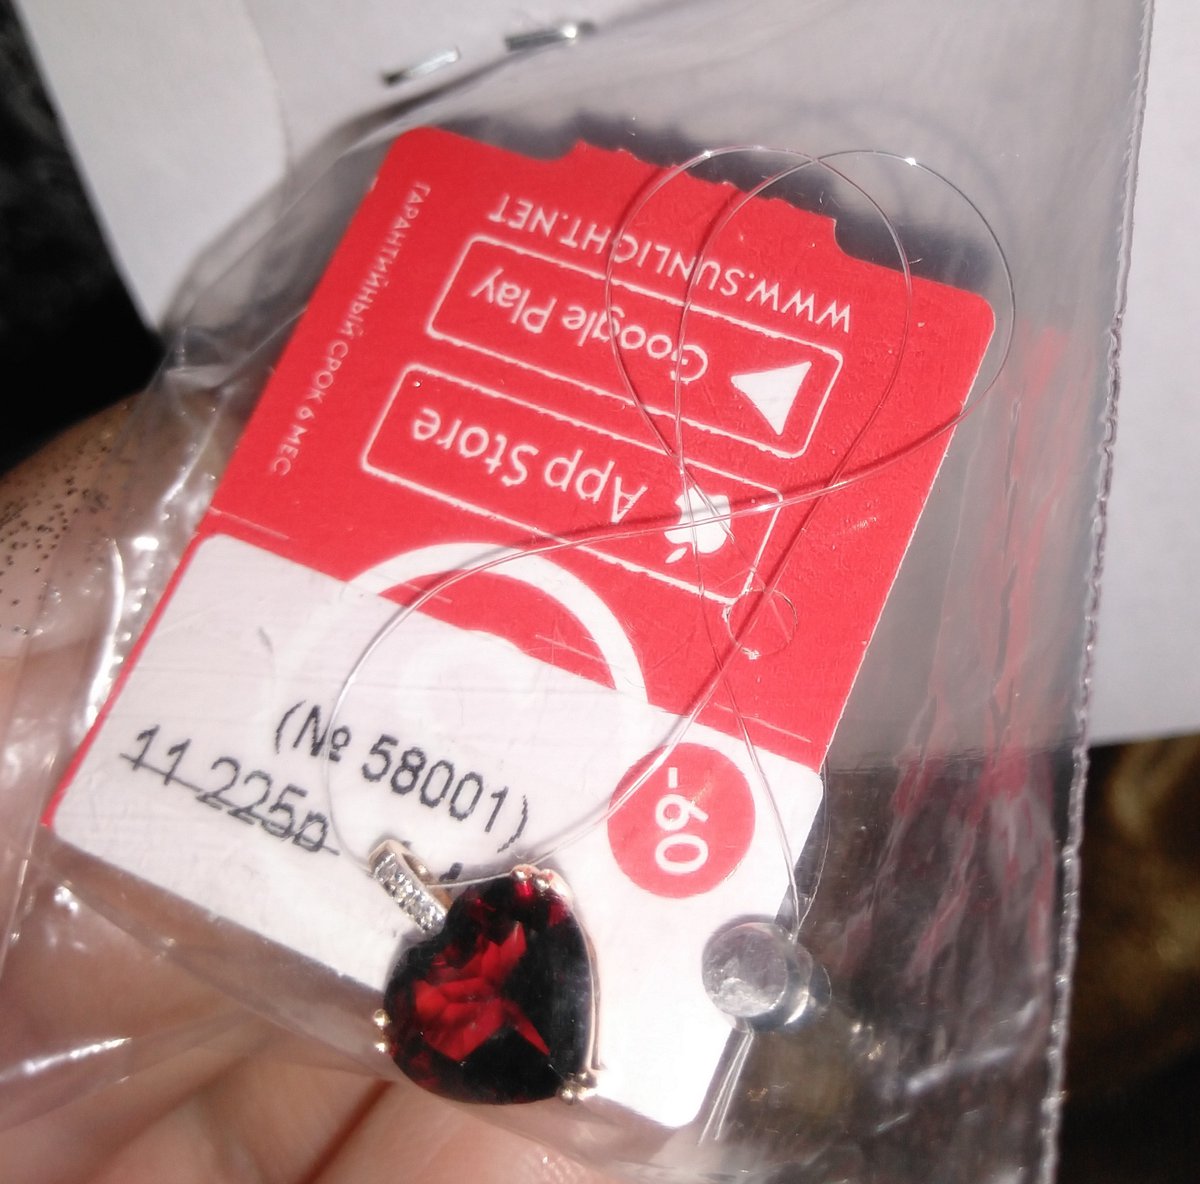 WWW.SUNLIGHT.NET
Google Play
App Store
ГАРАНТИЙНЫЙ СРОК 6 МЕС
(№ 58001)
11 225р
-60